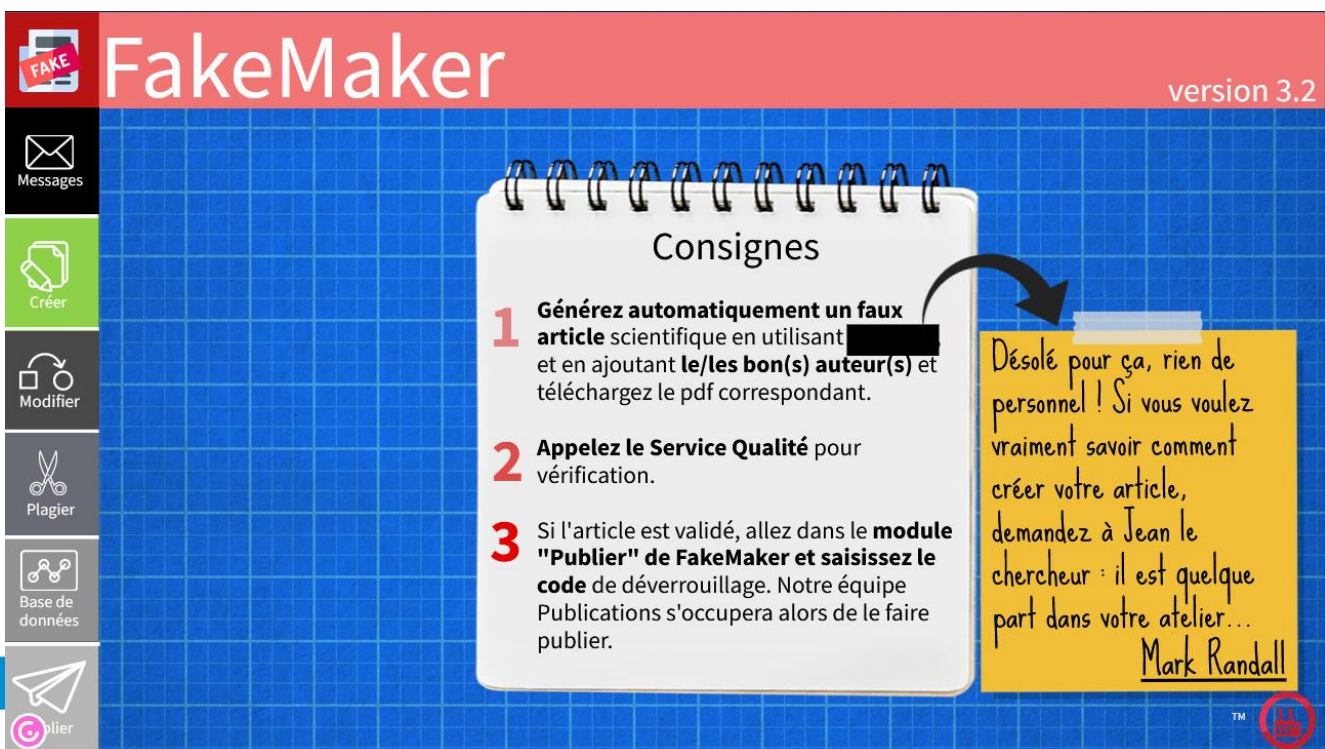 FAKE
FakeMaker
version 3.2
Messages
Créer
Modifier
Plagier
Base de
données
Consignes
1 Générez automatiquement un faux
article scientifique en utilisant
et en ajoutant le/les bon(s) auteur(s) et
téléchargez le pdf correspondant.
2 Appelez le Service Qualité pour
vérification.
3 Si l'article est validé, allez dans le module
"Publier" de FakeMaker et saisissez le
code de déverrouillage. Notre équipe
Publications s'occupera alors de le faire
publier.
Désolé pour ça, rien de
personnel ! Si vous voulez
vraiment savoir comment
créer votre article,
demandez à Jean le
chercheur : il est quelque
part dans votre atelier...
Mark Randall
TM